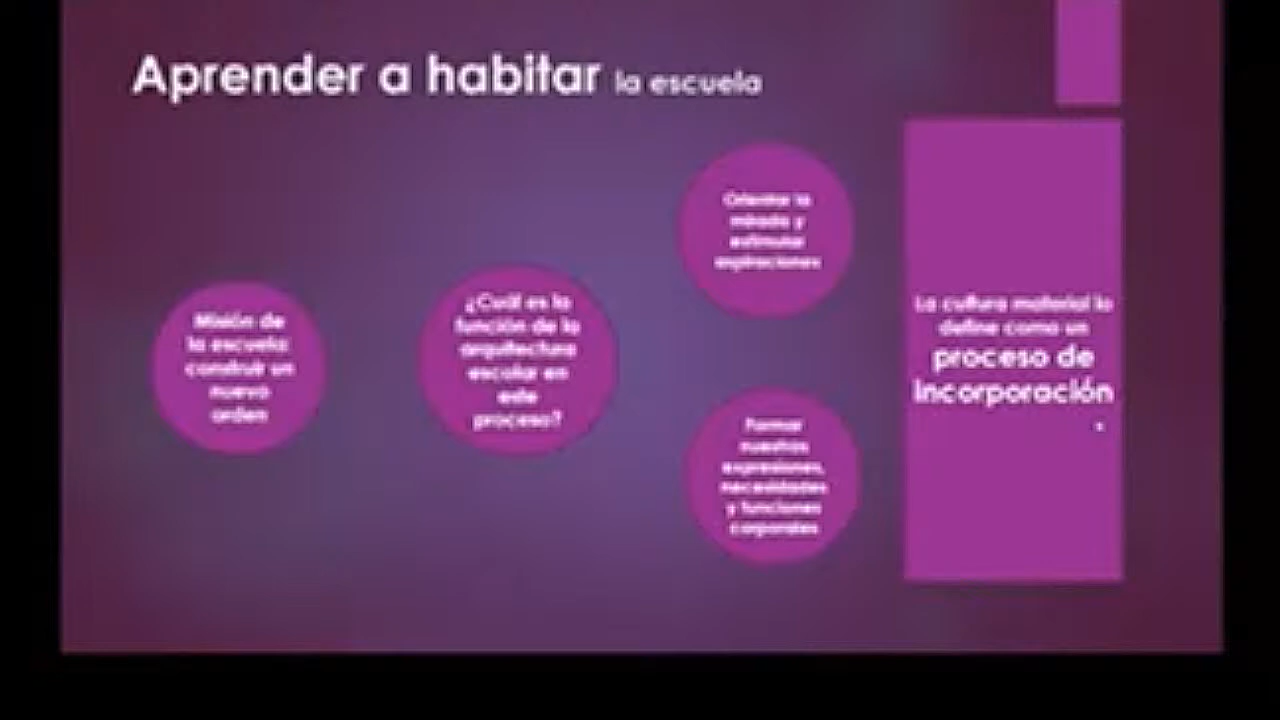 Aprender a habitar la escuela
Misión de
la escuela:
construir un
nuevo
orden
¿Cuál es la
función de la
arquitectura
escolar en
este
proceso?
Orientar la
mirada y
estimular
aspiraciones
Formar
nuestras
expresiones,
necesidades
y funciones
corporales
La cultura material lo
define como un
proceso de
incorporación
.